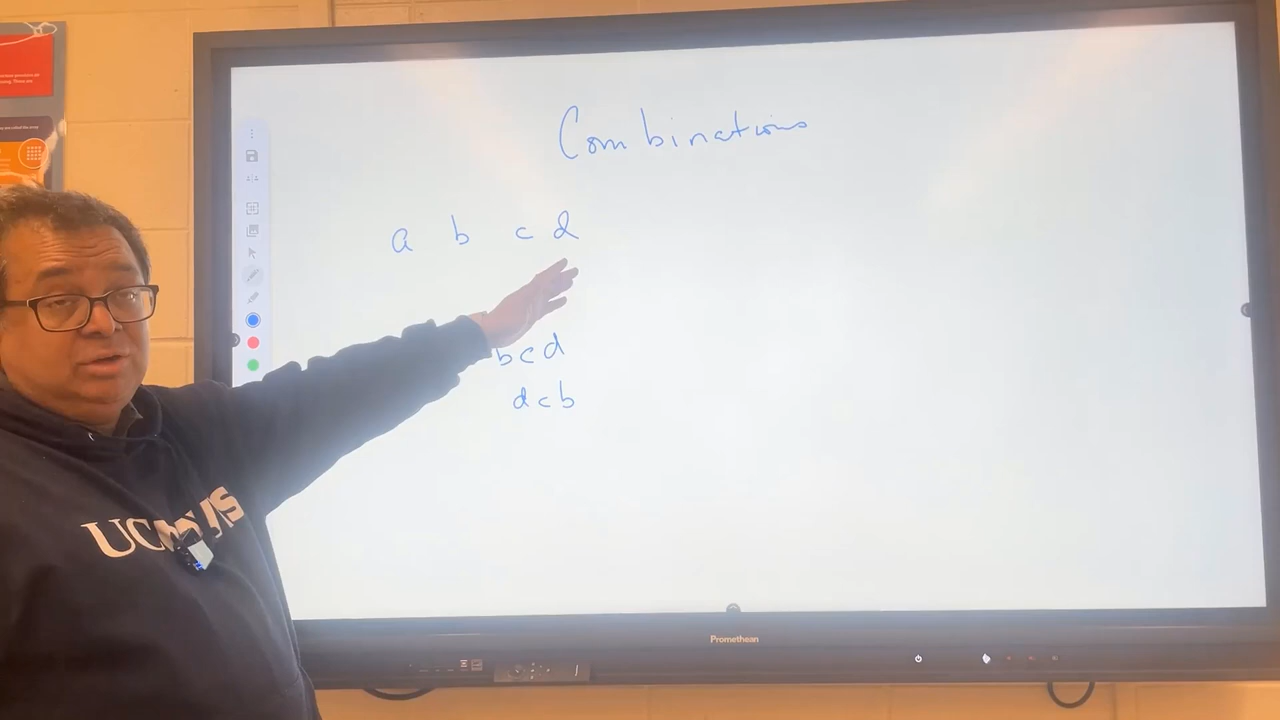 Combinations
a b c d
bcd
dcb
UC
Promethean